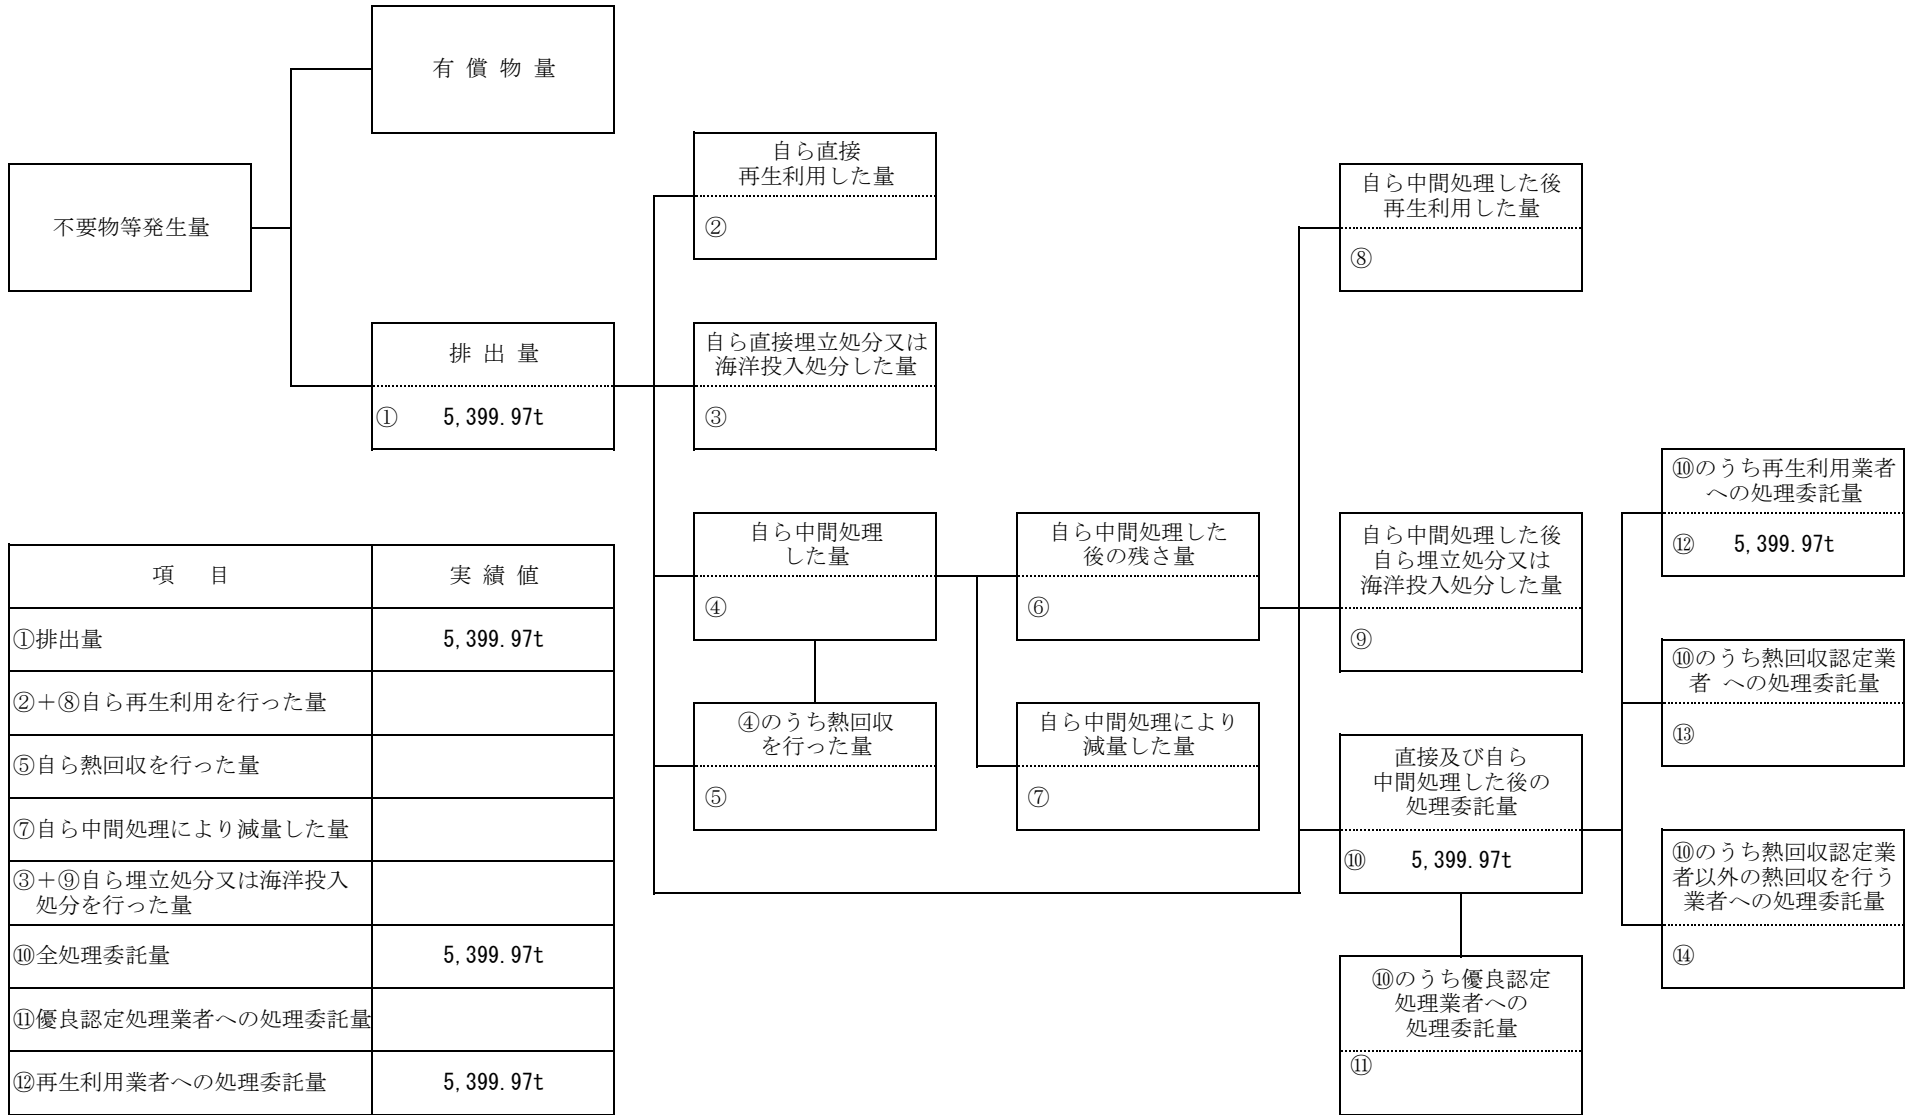 有 償 物 量
不要物等発生量
排 出 量
① 5,399.97t
自ら直接
再生利用した量
②
自ら直接埋立処分又は
海洋投入処分した量
③
自ら中間処理
した量
④
④のうち熱回収
を行った量
⑤
自ら中間処理した
後の残さ量
⑥
自ら中間処理により
減量した量
⑦
自ら中間処理した後
再生利用した量
⑧
自ら中間処理した後
自ら埋立処分又は
海洋投入処分した量
⑨
直接及び自ら
中間処理した後の
処理委託量
⑩ 5,399.97t
⑩のうち優良認定
処理業者への
処理委託量
⑪
⑩のうち再生利用業者
への処理委託量
⑫ 5,399.97t
⑩のうち熱回収認定業
者 への処理委託量
⑬
⑩のうち熱回収認定業
者以外の熱回収を行う
業者への処理委託量
⑭
項 目 実 績 値
①排出量 5,399.97t
②+⑧自ら再生利用を行った量
⑤自ら熱回収を行った量
⑦自ら中間処理により減量した量
③+⑨自ら埋立処分又は海洋投入
処分を行った量
⑩全処理委託量 5,399.97t
⑪優良認定処理業者への処理委託量
⑫再生利用業者への処理委託量 5,399.97t